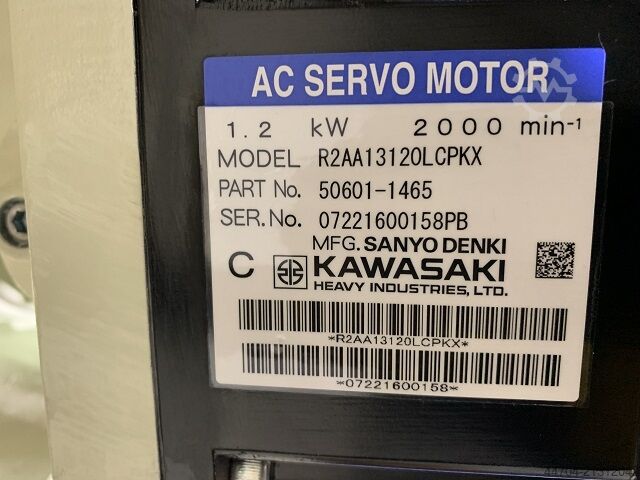 AC SERVO MOTOR
1.2 kW 2000 min-1
MODEL R2AA13120LCPKX
PART No. 50601-1465
SER.No. 07221600158PB
MFG. SANYO DENKI
C KAWASAKI
HEAVY INDUSTRIES, LTD.
*R2AA13120LCPKX*
*07221600158*